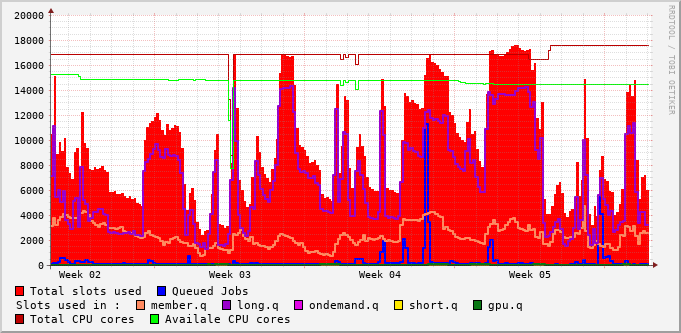 20000
18000
16000
14000
12000
10000
8000
6000
4000
2000
0
Week 02 Week 03 Week 04 Week 05
RRDTOOL / TOBI OETIKER
Total slots used Queued Jobs
Slots used in : member.q long.q ondemand.q short.q gpu.q
Total CPU cores Availale CPU cores